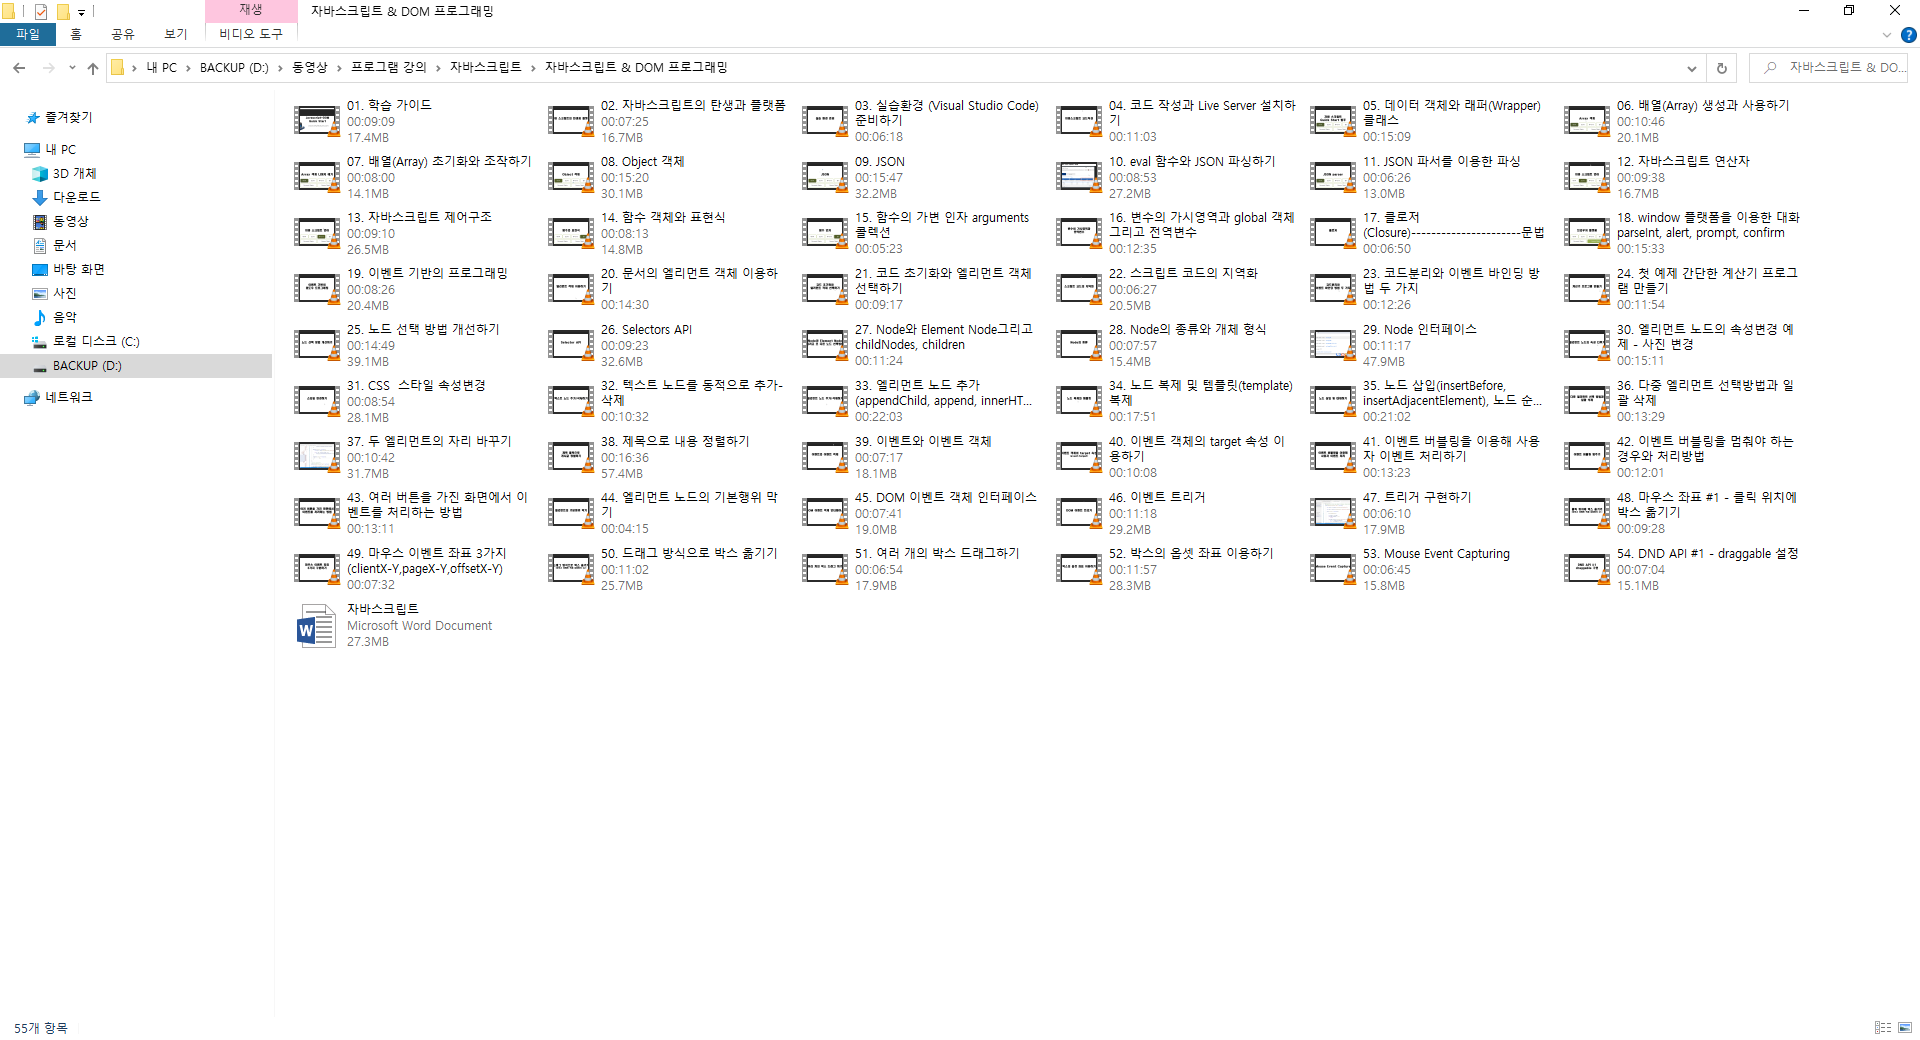 재생
자바스크립트 & DOM 프로그래밍
파일
홈
공유
보기
비디오 도구
내 PC
BACKUP (D:)
동영상
프로그램 강의
자바스크립트
자바스크립트 & DOM 프로그래밍
자바스크립트 & DO...
즐겨찾기
내 PC
3D 개체
다운로드
동영상
문서
바탕 화면
사진
음악
로컬 디스크 (C:)
BACKUP (D:)
네트워크
01. 학습 가이드
00:09:09
17.4MB
02. 자바스크립트의 탄생과 플랫폼
00:07:25
16.7MB
03. 실습환경 (Visual Studio Code)
준비하기
00:06:18
04. 코드 작성과 Live Server 설치하
기
00:11:03
05. 데이터 객체와 래퍼(Wrapper)
클래스
00:15:09
06. 배열(Array) 생성과 사용하기
00:10:46
20.1MB
07. 배열(Array) 초기화와 조작하기
00:08:00
14.1MB
08. Object 객체
00:15:20
30.1MB
09. JSON
00:15:47
32.2MB
10. eval 함수와 JSON 파싱하기
00:08:53
27.2MB
11. JSON 파서를 이용한 파싱
00:06:26
13.0MB
12. 자바스크립트 연산자
00:09:38
16.7MB
13. 자바스크립트 제어구조
00:09:10
26.5MB
14. 함수 객체와 표현식
00:08:13
14.8MB
15. 함수의 가변 인자 arguments
콜렉션
00:05:23
16. 변수의 가시영역과 global 객체
그리고 전역변수
00:12:35
17. 클로저
(Closure)----------------------문법
00:06:50
18. window 플랫폼을 이용한 대화
parseInt, alert, prompt, confirm
00:15:33
19. 이벤트 기반의 프로그래밍
00:08:26
20.4MB
20. 문서의 엘리먼트 객체 이용하
기
00:14:30
21. 코드 초기화와 엘리먼트 객체
선택하기
00:09:17
22. 스크립트 코드의 지역화
00:06:27
20.5MB
23. 코드분리와 이벤트 바인딩 방
법 두 가지
00:12:26
24. 첫 예제 간단한 계산기 프로그
램 만들기
00:11:54
25. 노드 선택 방법 개선하기
00:14:49
39.1MB
26. Selectors API
00:09:23
32.6MB
27. Node와 Element Node그리고
childNodes, children
00:11:24
28. Node의 종류와 개체 형식
00:07:57
15.4MB
29. Node 인터페이스
00:11:17
47.9MB
30. 엘리먼트 노드의 속성변경 예
제 - 사진 변경
00:15:11
31. CSS  스타일 속성변경
00:08:54
28.1MB
32. 텍스트 노드를 동적으로 추가-
삭제
00:10:32
33. 엘리먼트 노드 추가
(appendChild, append, innerHT...
00:22:03
34. 노드 복제 및 템플릿(template)
복제
00:17:51
35. 노드 삽입(insertBefore,
insertAdjacentElement), 노드 순...
00:21:02
36. 다중 엘리먼트 선택방법과 일
괄 삭제
00:13:29
37. 두 엘리먼트의 자리 바꾸기
00:10:42
31.7MB
38. 제목으로 내용 정렬하기
00:16:36
57.4MB
39. 이벤트와 이벤트 객체
00:07:17
18.1MB
40. 이벤트 객체의 target 속성 이
용하기
00:10:08
41. 이벤트 버블링을 이용해 사용
자 이벤트 처리하기
00:13:23
42. 이벤트 버블링을 멈춰야 하는
경우와 처리방법
00:12:01
43. 여러 버튼을 가진 화면에서 이
벤트를 처리하는 방법
00:13:11
44. 엘리먼트 노드의 기본행위 막
기
00:04:15
45. DOM 이벤트 객체 인터페이스
00:07:41
19.0MB
46. 이벤트 트리거
00:11:18
29.2MB
47. 트리거 구현하기
00:06:10
17.9MB
48. 마우스 좌표 #1 - 클릭 위치에
박스 옮기기
00:09:28
49. 마우스 이벤트 좌표 3가지
(clientX-Y,pageX-Y,offsetX-Y)
00:07:32
50. 드래그 방식으로 박스 옮기기
00:11:02
25.7MB
51. 여러 개의 박스 드래그하기
00:06:54
17.9MB
52. 박스의 옵셋 좌표 이용하기
00:11:57
28.3MB
53. Mouse Event Capturing
00:06:45
15.8MB
54. DND API #1 - draggable 설정
00:07:04
15.1MB
자바스크립트
Microsoft Word Document
27.3MB
55개 항목